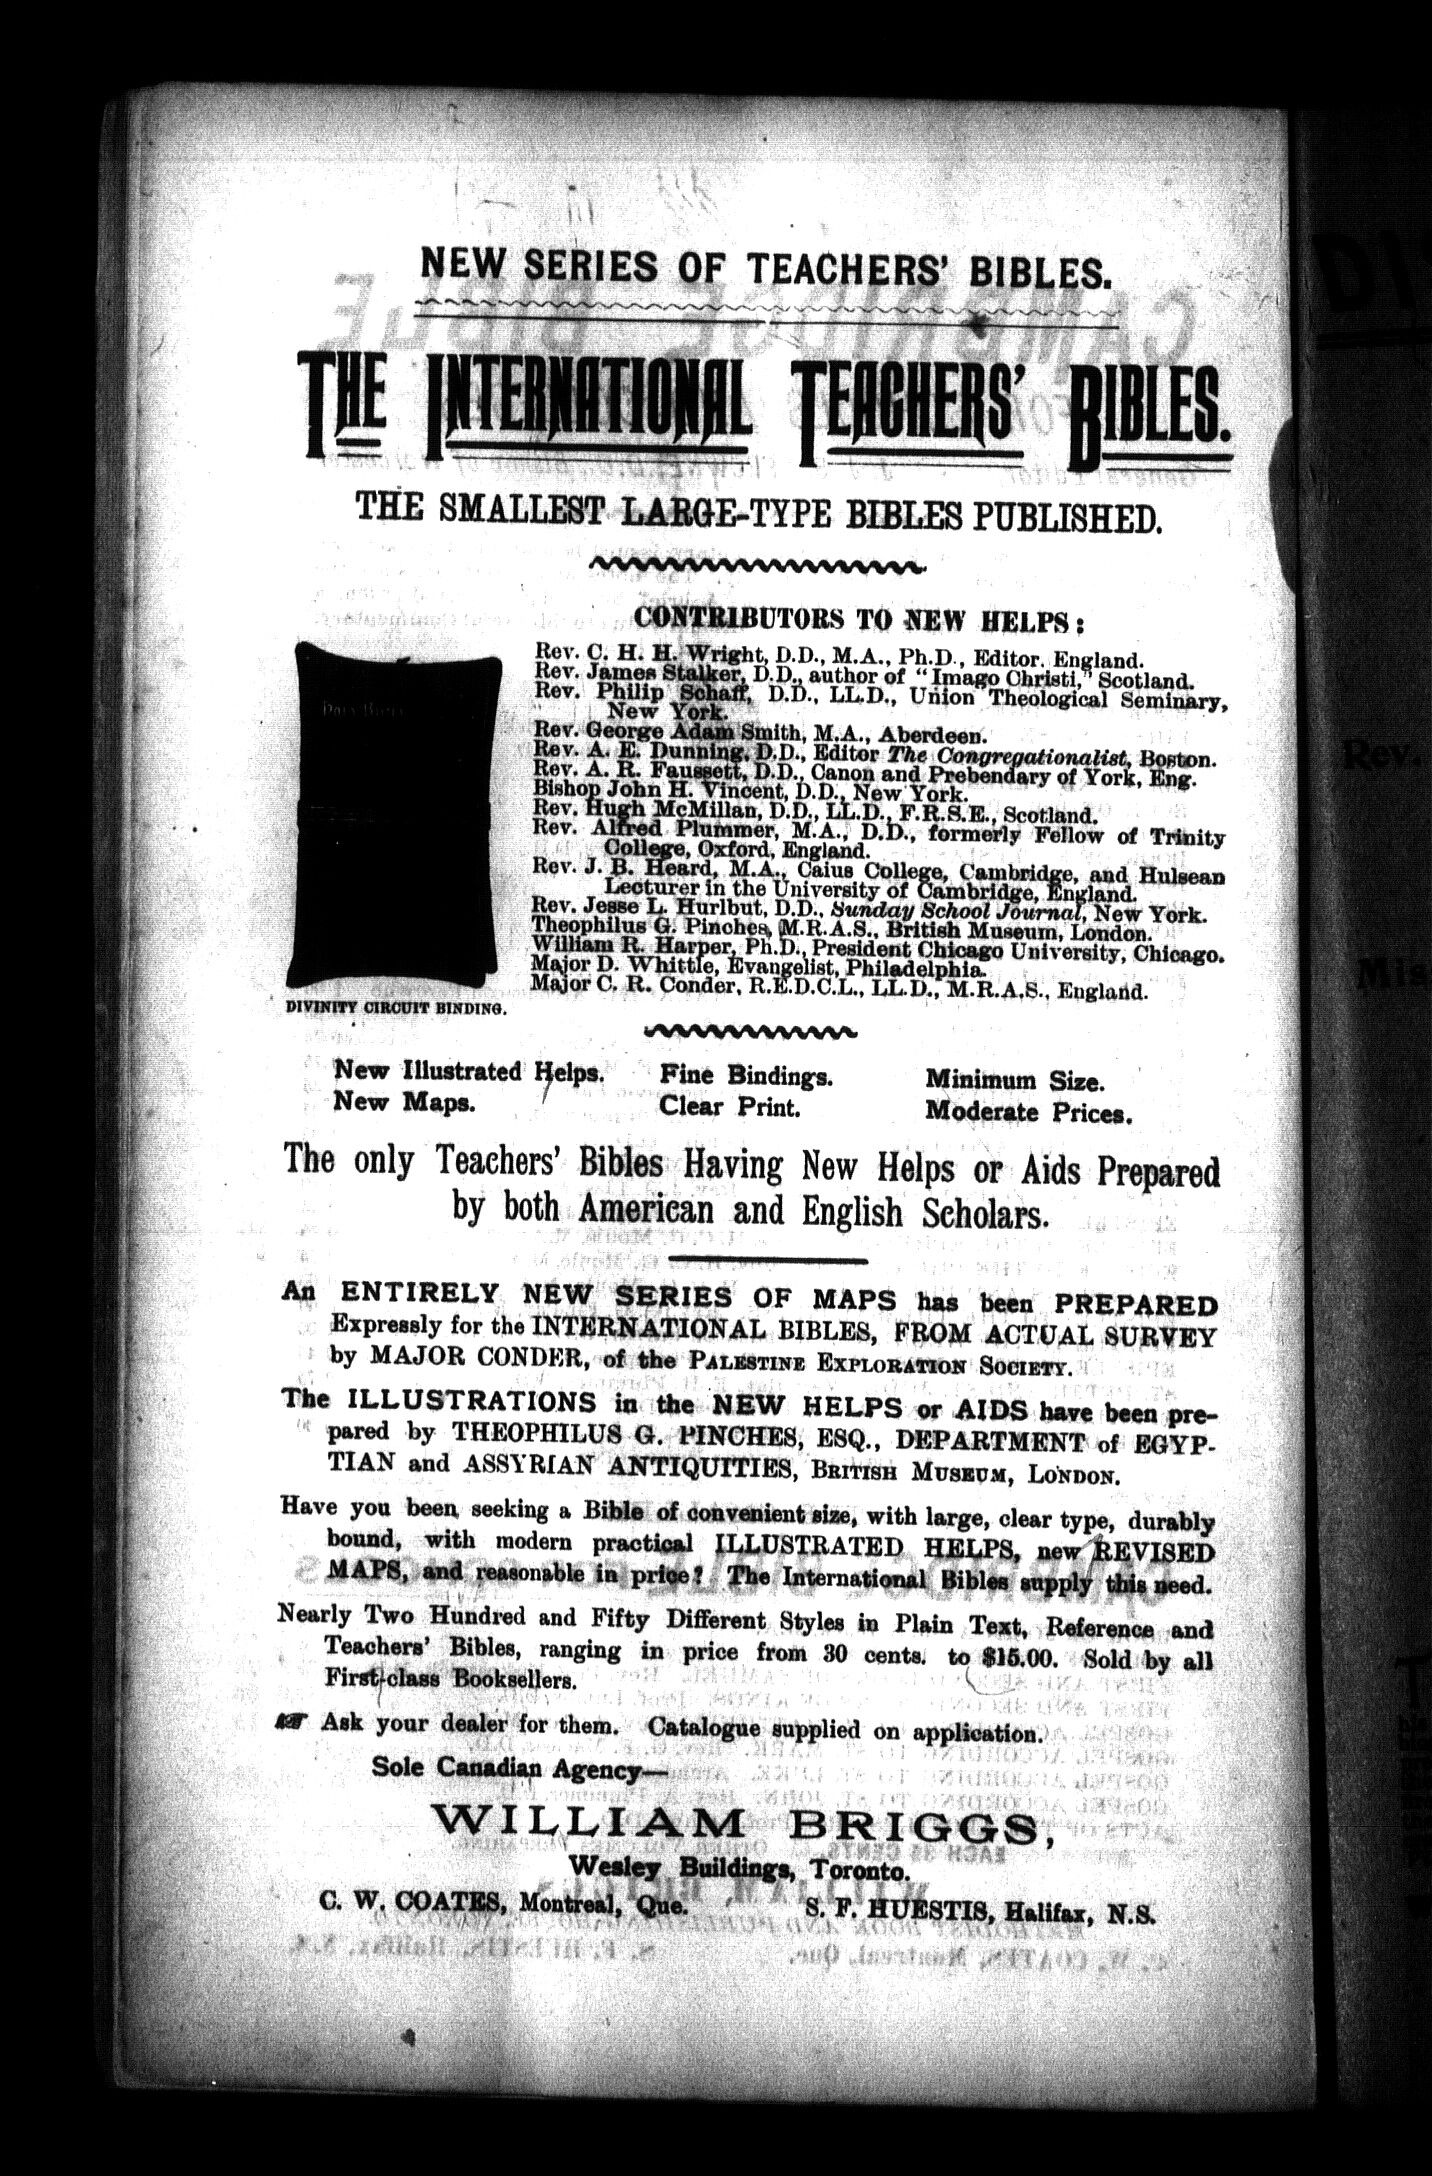 NEW SERIES OF TEACHERS' BIBLES.
THE INTERNATIONAL TEACHERS' BIBLES.
THE SMALLEST LARGE-TYPE BIBLES PUBLISHED.
CONTRIBUTORS TO NEW HELPS:
Rev. C. H. H. Wright, D.D., M.A., Ph.D., Editor, England.
Rev. James Stalker, D.D., author of "Imago Christi," Scotland.
Rev. Philip Schaff, D.D., LL.D., Union Theological Seminary,
New York.
Rev. George Adam Smith, M.A., Aberdeen.
Rev. A. E. Dunning, D.D., Editor The Congregationalist, Boston.
Rev. A. R. Faussett, D.D., Canon and Prebendary of York, Eng.
Bishop John H. Vincent, D.D., New York.
Rev. Hugh McMillan, D.D., LL.D., F.R.S.E., Scotland.
Rev. Alfred Plummer, M.A., D.D., formerly Fellow of Trinity
College, Oxford, England.
Rev. J. B. Heard, M.A., Caius College, Cambridge, and Hulsean
Lecturer in the University of Cambridge, England.
Rev. Jesse L. Hurlbut, D.D., Sunday School Journal, New York.
Theophilus G. Pinches, M.R.A.S., British Museum, London.
William R. Harper, Ph.D., President Chicago University, Chicago.
Major D. Whittle, Evangelist, Philadelphia.
Major C. R. Conder, R.E.D.C.L., LL.D., M.R.A.S., England.
DIVINITY CIRCUIT BINDING.
New Illustrated Helps. Fine Bindings. Minimum Size.
New Maps. Clear Print. Moderate Prices.
The only Teachers' Bibles Having New Helps or Aids Prepared
by both American and English Scholars.
An ENTIRELY NEW SERIES OF MAPS has been PREPARED
Expressly for the INTERNATIONAL BIBLES, FROM ACTUAL SURVEY
by MAJOR CONDER, of the PALESTINE EXPLORATION SOCIETY.
The ILLUSTRATIONS in the NEW HELPS or AIDS have been pre-
pared by THEOPHILUS G. PINCHES, ESQ., DEPARTMENT of EGYP-
TIAN and ASSYRIAN ANTIQUITIES, BRITISH MUSEUM, LONDON.
Have you been seeking a Bible of convenient size, with large, clear type, durably
bound, with modern practical ILLUSTRATED HELPS, new REVISED
MAPS, and reasonable in price? The International Bibles supply this need.
Nearly Two Hundred and Fifty Different Styles in Plain Text, Reference and
Teachers' Bibles, ranging in price from 30 cents. to $15.00. Sold by all
First-class Booksellers.
☛ Ask your dealer for them. Catalogue supplied on application.
Sole Canadian Agency—
WILLIAM BRIGGS,
Wesley Buildings, Toronto.
C. W. COATES, Montreal, Que. S. F. HUESTIS, Halifax, N.S.